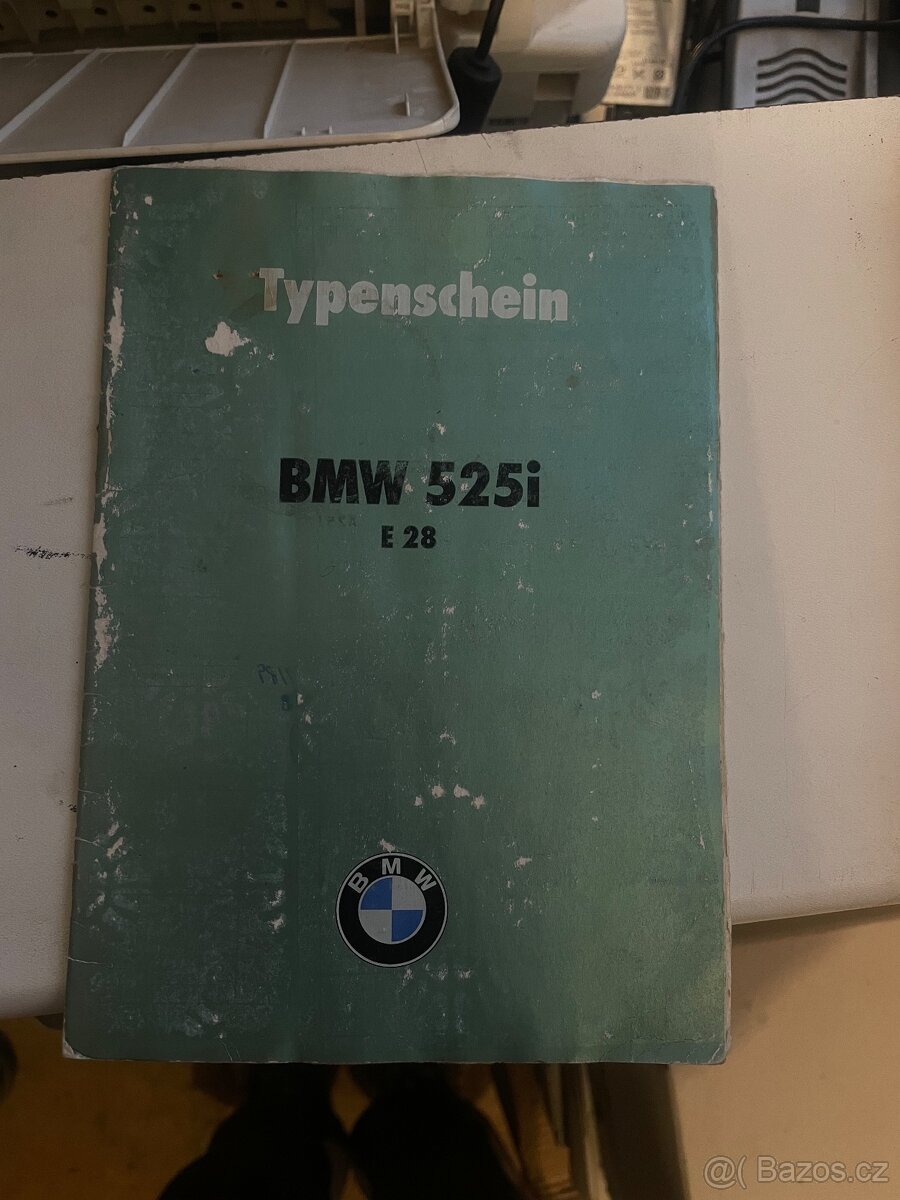 Typenschein
BMW 525i
E 28
BMW
@( Bazos.cz